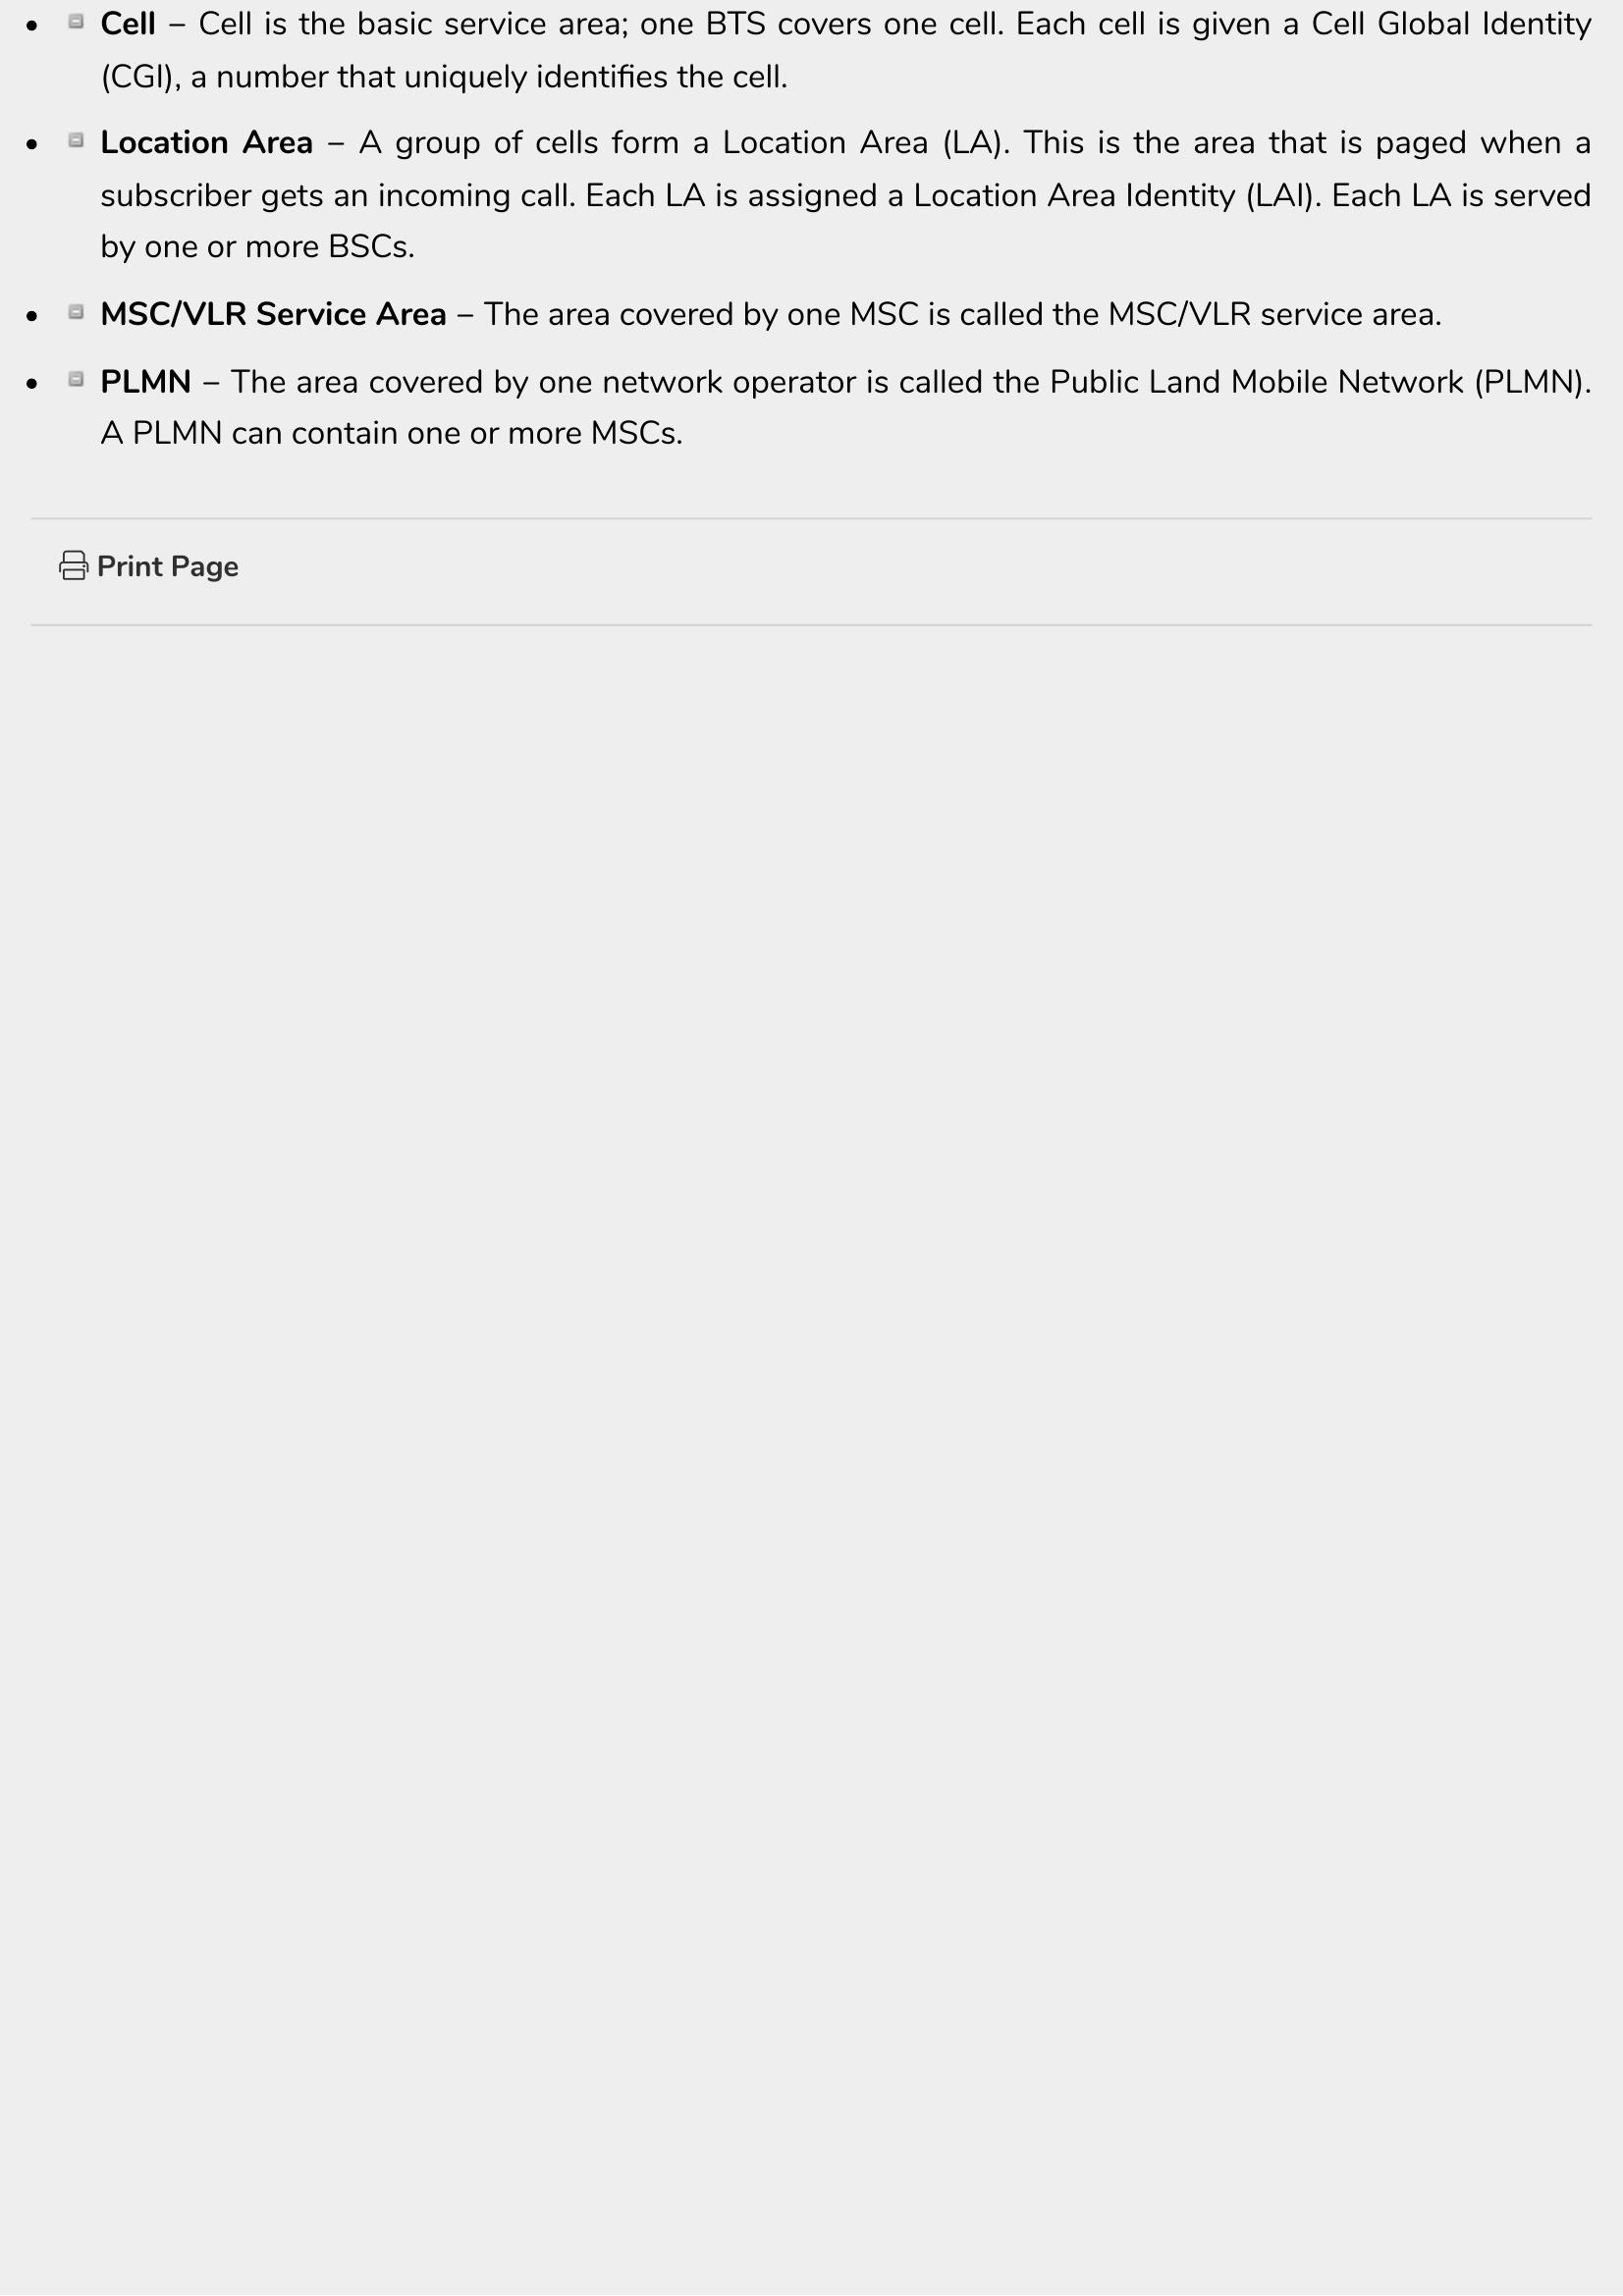 • Cell – Cell is the basic service area; one BTS covers one cell. Each cell is given a Cell Global Identity
(CGI), a number that uniquely identifies the cell.
• Location Area – A group of cells form a Location Area (LA). This is the area that is paged when a
subscriber gets an incoming call. Each LA is assigned a Location Area Identity (LAI). Each LA is served
by one or more BSCs.
• MSC/VLR Service Area – The area covered by one MSC is called the MSC/VLR service area.
• PLMN – The area covered by one network operator is called the Public Land Mobile Network (PLMN).
A PLMN can contain one or more MSCs.
Print Page